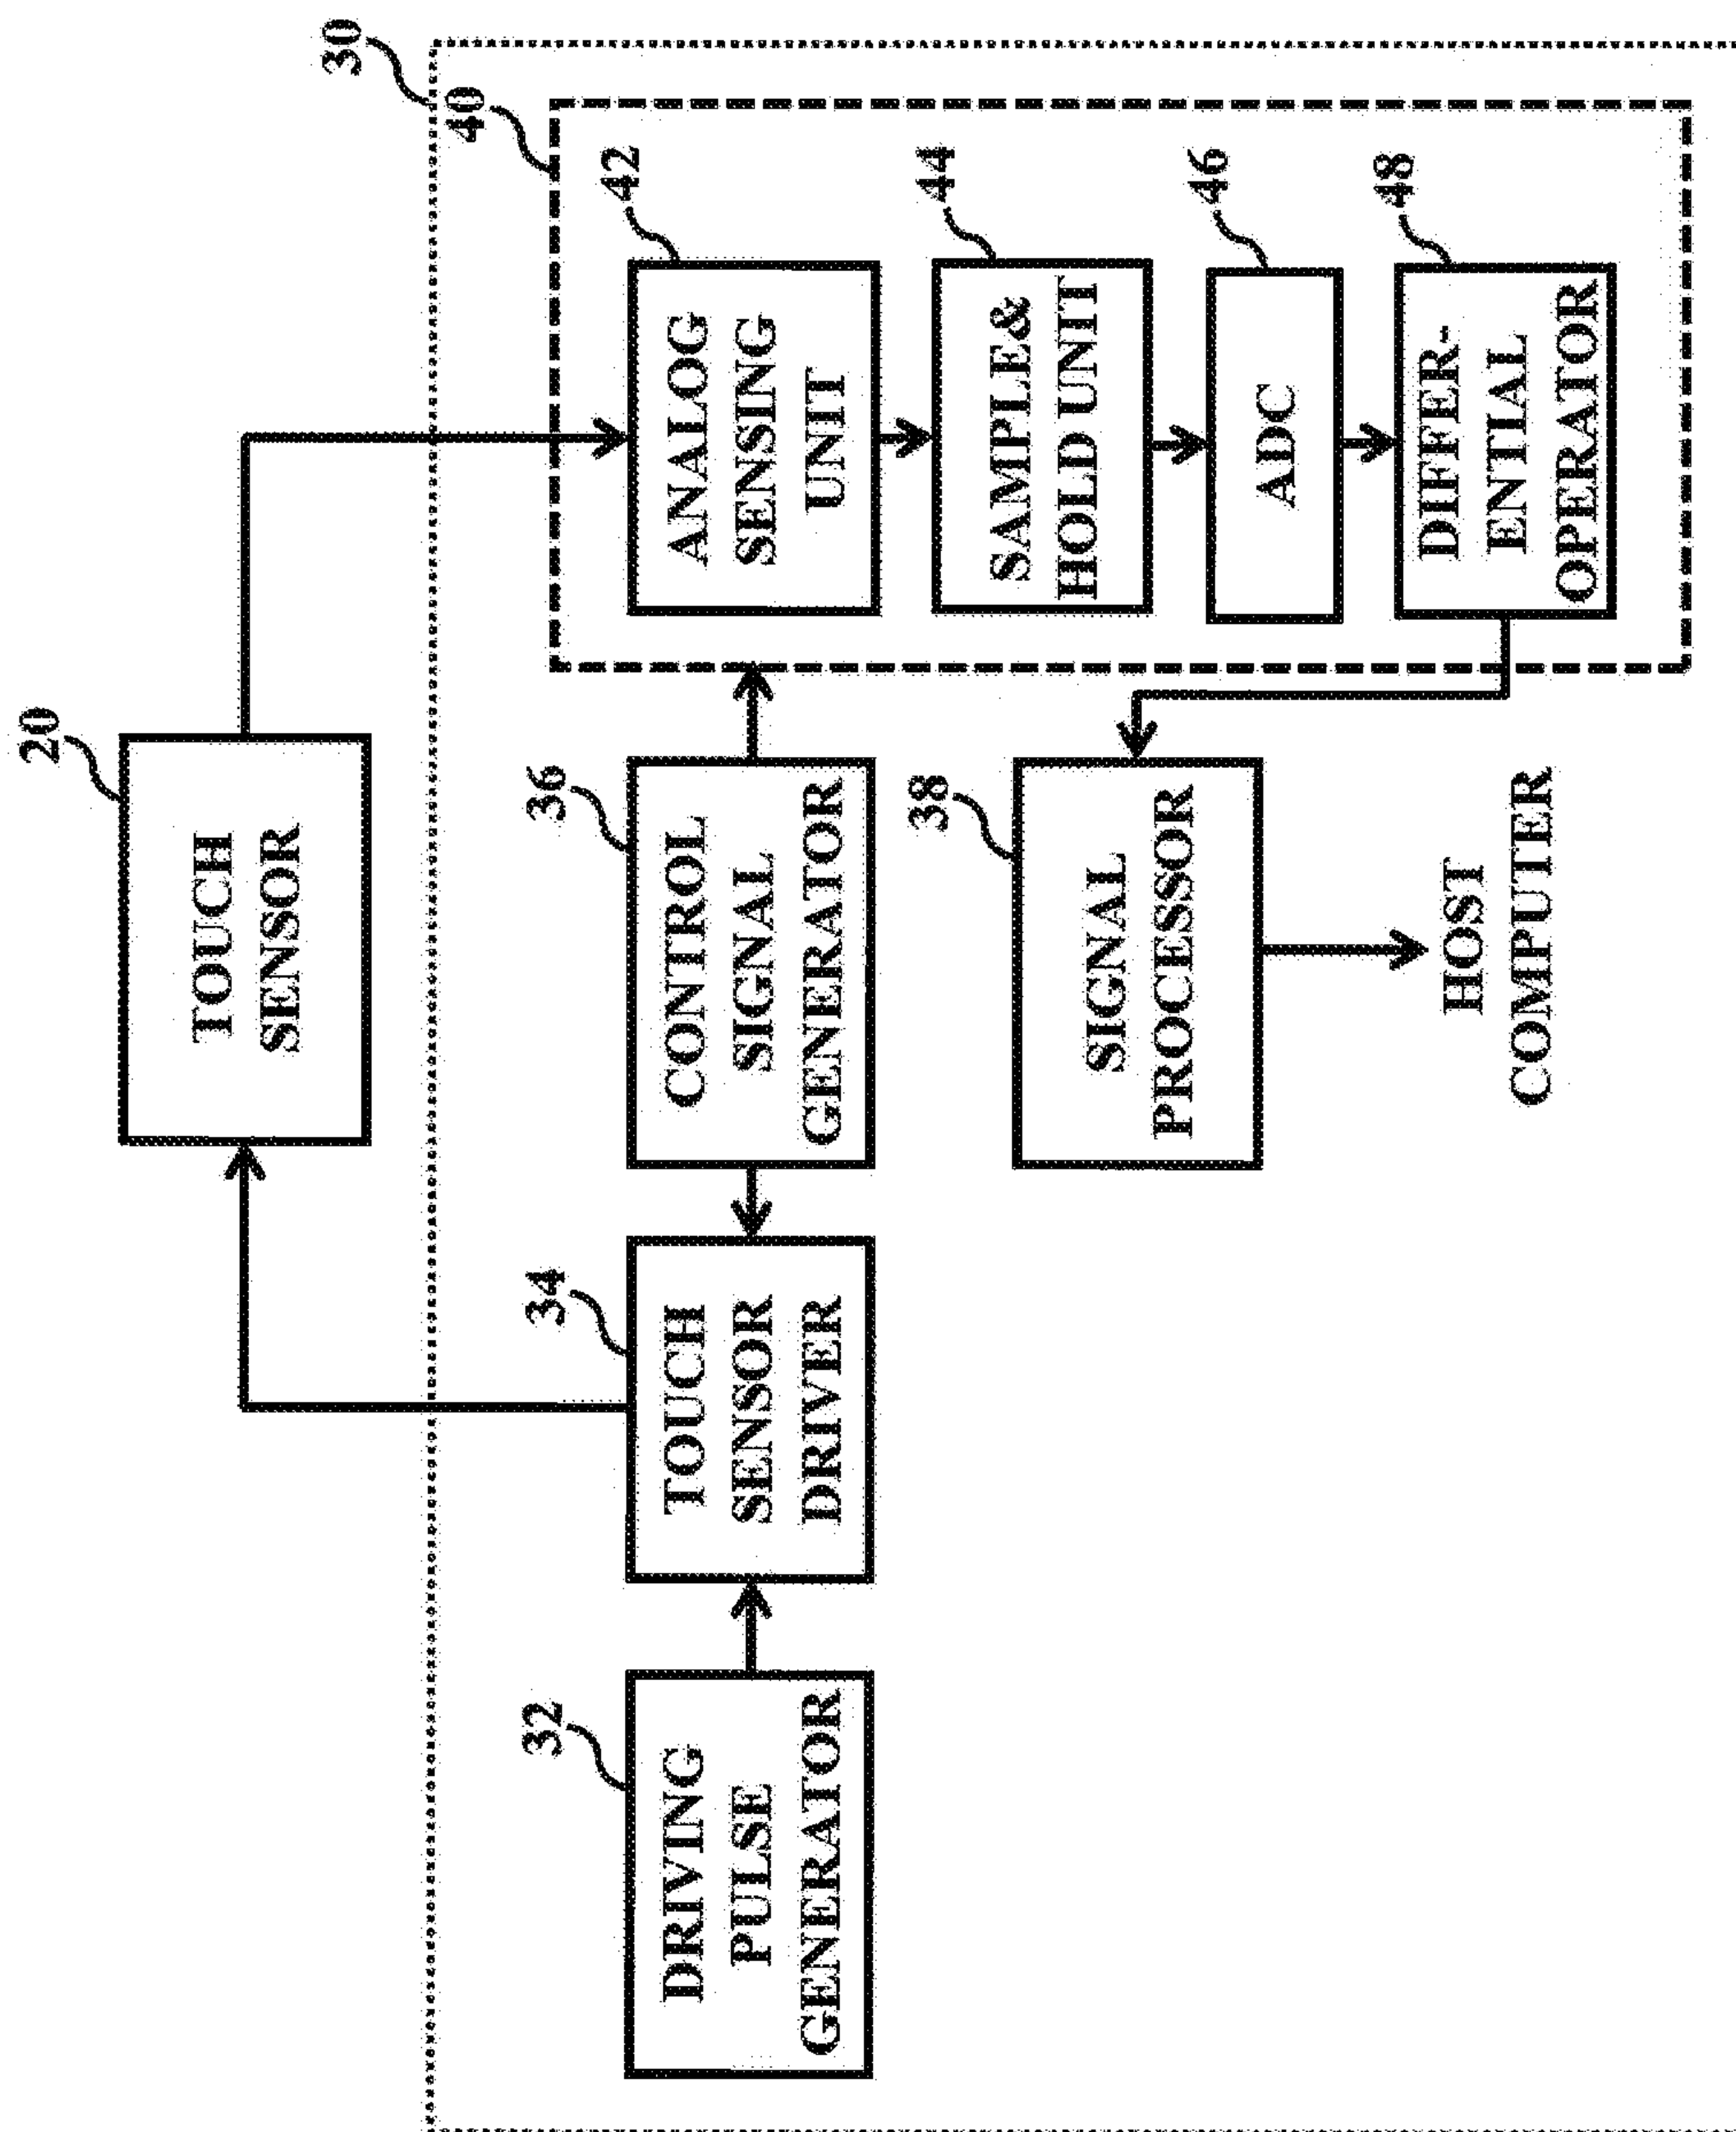 30
20
TOUCH
SENSOR
40
32
DRIVING
PULSE
GENERATOR
34
TOUCH
SENSOR
DRIVER
36
CONTROL
SIGNAL
GENERATOR
42
ANALOG
SENSING
UNIT
44
SAMPLE&
HOLD UNIT
46
ADC
48
DIFFER-
ENTIAL
OPERATOR
38
SIGNAL
PROCESSOR
HOST
COMPUTER